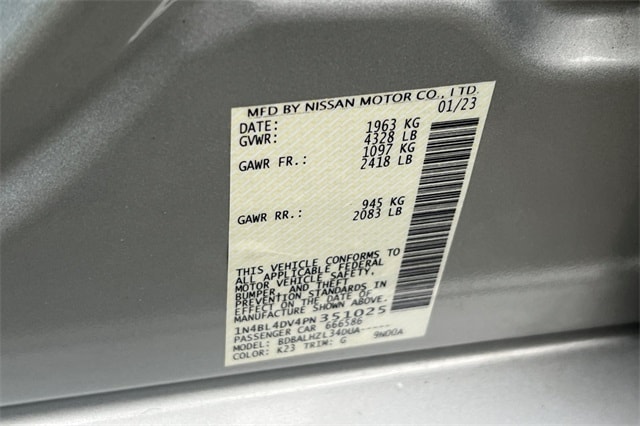 MFD BY NISSAN MOTOR CO., LTD.
DATE: 01/23
GVWR: 1963 KG
4328 LB
GAWR FR.: 1097 KG
2418 LB
GAWR RR.: 945 KG
2083 LB
THIS VEHICLE CONFORMS TO
ALL APPLICABLE FEDERAL
MOTOR VEHICLE SAFETY,
BUMPER, AND THEFT
PREVENTION STANDARDS IN
EFFECT ON THE DATE OF
MANUFACTURE SHOWN ABOVE.
1N4BL4DV4PN351025
PASSENGER CAR 666586
MODEL: BDBALHZL34DUA-----
COLOR: K23 TRIM: G 9N00A